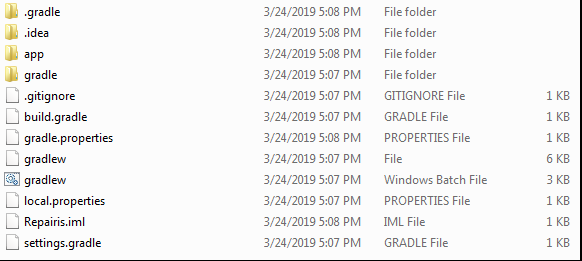 .gradle 3/24/2019 5:08 PM File folder
.idea 3/24/2019 5:08 PM File folder
app 3/24/2019 5:08 PM File folder
gradle 3/24/2019 5:07 PM File folder
.gitignore 3/24/2019 5:07 PM GITIGNORE File 1 KB
build.gradle 3/24/2019 5:07 PM GRADLE File 1 KB
gradle.properties 3/24/2019 5:08 PM PROPERTIES File 1 KB
gradlew 3/24/2019 5:07 PM File 6 KB
gradlew 3/24/2019 5:07 PM Windows Batch File 3 KB
local.properties 3/24/2019 5:07 PM PROPERTIES File 1 KB
Repairis.iml 3/24/2019 5:08 PM IML File 1 KB
settings.gradle 3/24/2019 5:07 PM GRADLE File 1 KB